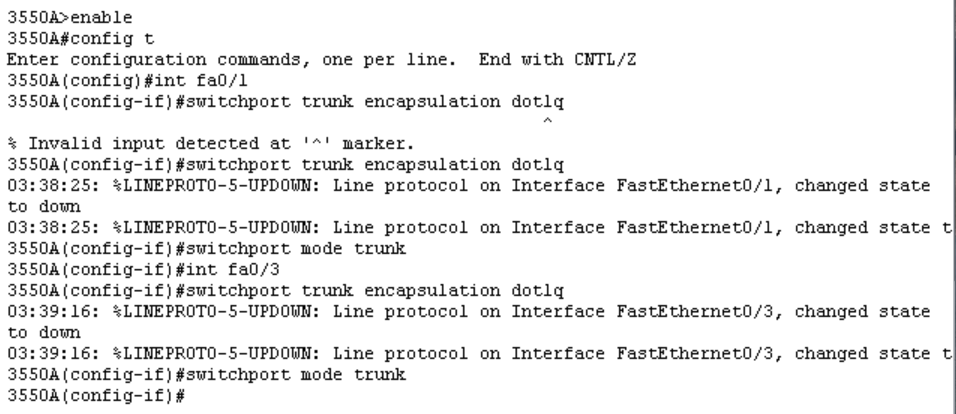 3550A>enable
3550A#config t
Enter configuration commands, one per line.  End with CNTL/Z
3550A(config)#int fa0/1
3550A(config-if)#switchport trunk encapsulation dotlq
^
% Invalid input detected at '^' marker.
3550A(config-if)#switchport trunk encapsulation dot1q
03:38:25: %LINEPROTO-5-UPDOWN: Line protocol on Interface FastEthernet0/1, changed state
to down
03:38:25: %LINEPROTO-5-UPDOWN: Line protocol on Interface FastEthernet0/1, changed state t
3550A(config-if)#switchport mode trunk
3550A(config-if)#int fa0/3
3550A(config-if)#switchport trunk encapsulation dot1q
03:39:16: %LINEPROTO-5-UPDOWN: Line protocol on Interface FastEthernet0/3, changed state
to down
03:39:16: %LINEPROTO-5-UPDOWN: Line protocol on Interface FastEthernet0/3, changed state t
3550A(config-if)#switchport mode trunk
3550A(config-if)#